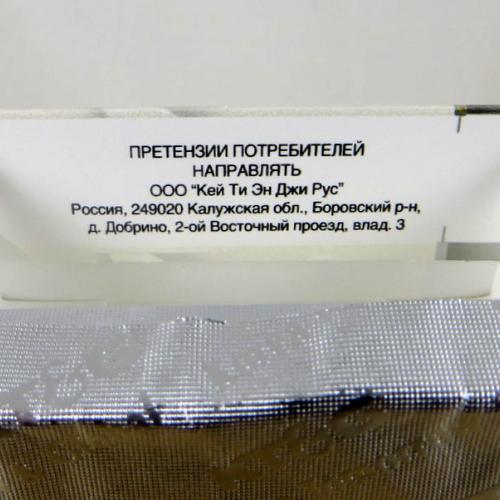 ПРЕТЕНЗИИ ПОТРЕБИТЕЛЕЙ
НАПРАВЛЯТЬ
ООО "Кей Ти Эн Джи Рус"
Россия, 249020 Калужская обл., Боровский р-н,
д. Добрино, 2-ой Восточный проезд, влад. 3